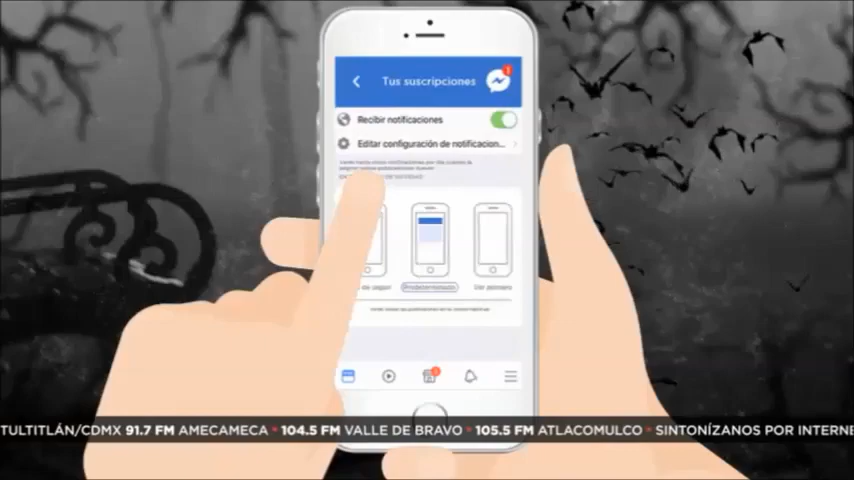 Tus suscripciones
1
Recibir notificaciones
Editar configuración de notificacion...
Predeterminado
Ver primero
TULTITLÁN/CDMX 91.7 FM AMECAMECA * 104.5 FM VALLE DE BRAVO * 105.5 FM ATLACOMULCO * SINTONÍZANOS POR INTERNE